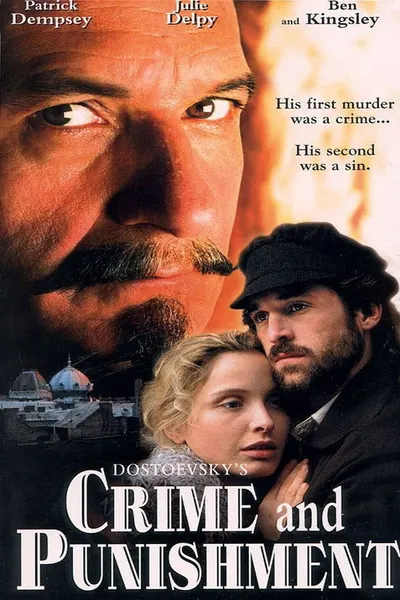 Patrick
Dempsey
Julie
Delpy
Ben
and Kingsley
His first murder
was a crime...
His second
was a sin.
DOSTOEVSKY'S
CRIME and
PUNISHMENT